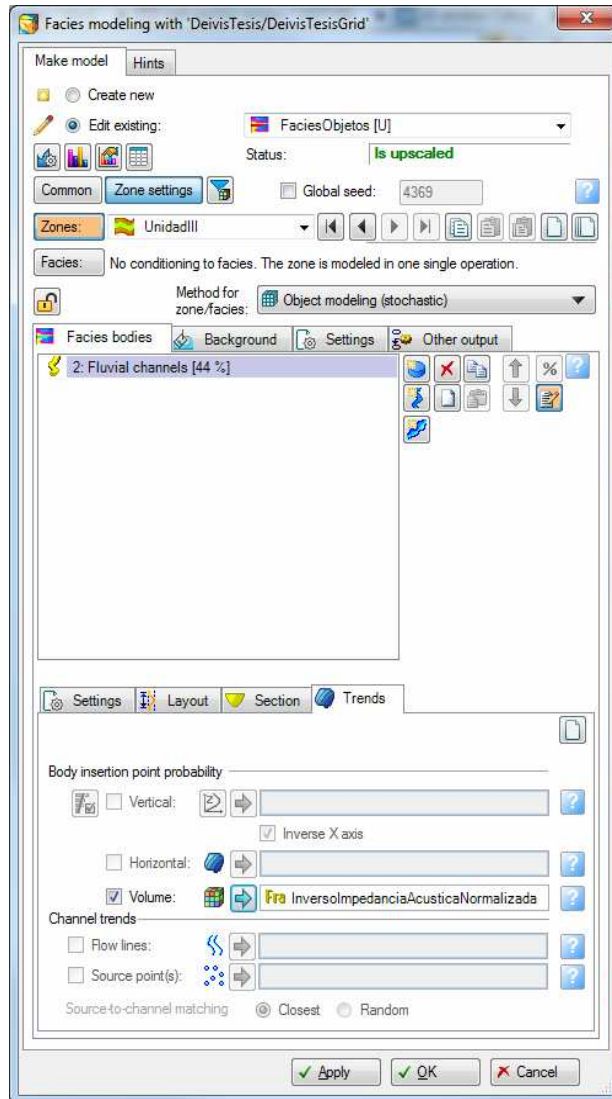 Facies modeling with 'DeivisTesis/DeivisTesisGrid'
Make model Hints
Create new
Edit existing: FaciesObjetos [U]
Status: Is upscaled
Common Zone settings Global seed: 4369
Zones: UnidadIII
Facies: No conditioning to facies. The zone is modeled in one single operation.
Method for zone/facies: Object modeling (stochastic)
Facies bodies Background Settings Other output
2: Fluvial channels [44 %]
%
Settings Layout Section Trends
Body insertion point probability
Vertical:
Inverse X axis
Horizontal:
Volume: Fra InversoImpedanciaAcusticaNormalizada
Channel trends
Flow lines:
Source point(s):
Source-to-channel matching Closest Random
Apply OK Cancel